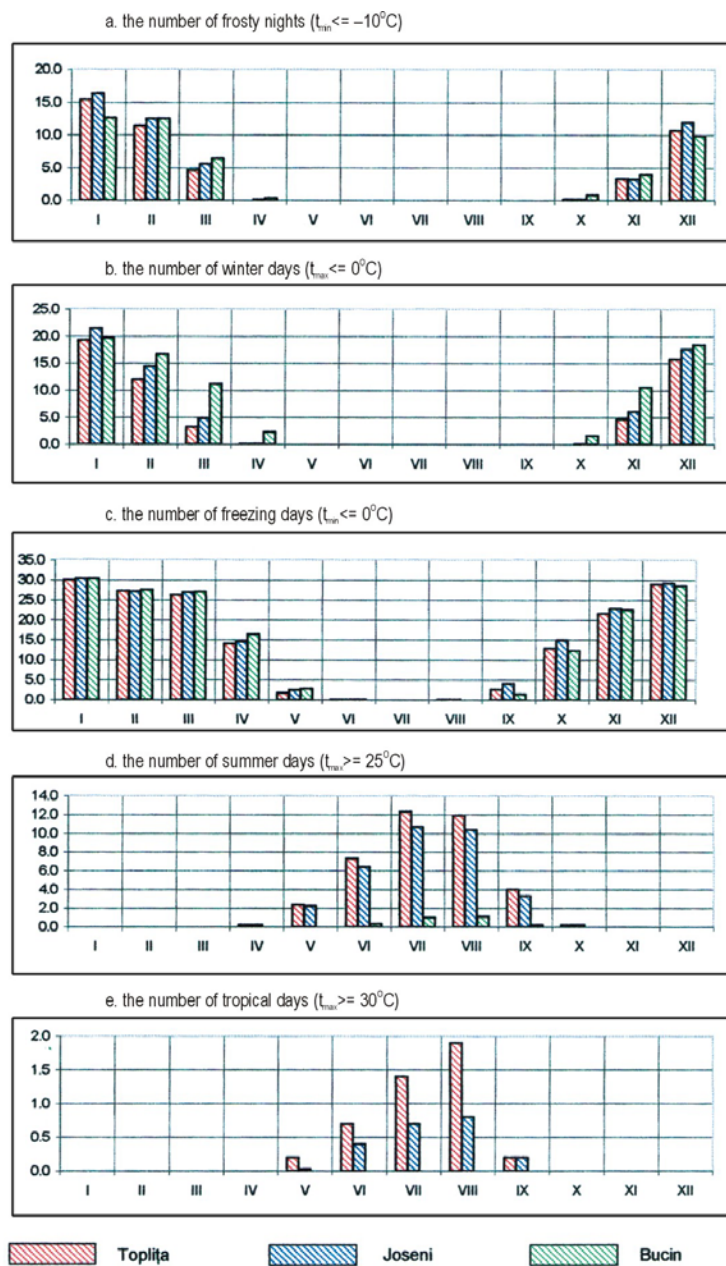 a. the number of frosty nights (tmin<= –10°C)
20.0
15.0
10.0
5.0
0.0
I II III IV V VI VII VIII IX X XI XII
b. the number of winter days (tmax<= 0°C)
25.0
20.0
15.0
10.0
5.0
0.0
I II III IV V VI VII VIII IX X XI XII
c. the number of freezing days (tmin<= 0°C)
35.0
30.0
25.0
20.0
15.0
10.0
5.0
0.0
I II III IV V VI VII VIII IX X XI XII
d. the number of summer days (tmax>= 25°C)
14.0
12.0
10.0
8.0
6.0
4.0
2.0
0.0
I II III IV V VI VII VIII IX X XI XII
e. the number of tropical days (tmax>= 30°C)
2.0
1.5
1.0
0.5
0.0
I II III IV V VI VII VIII IX X XI XII
Toplița Joseni Bucin